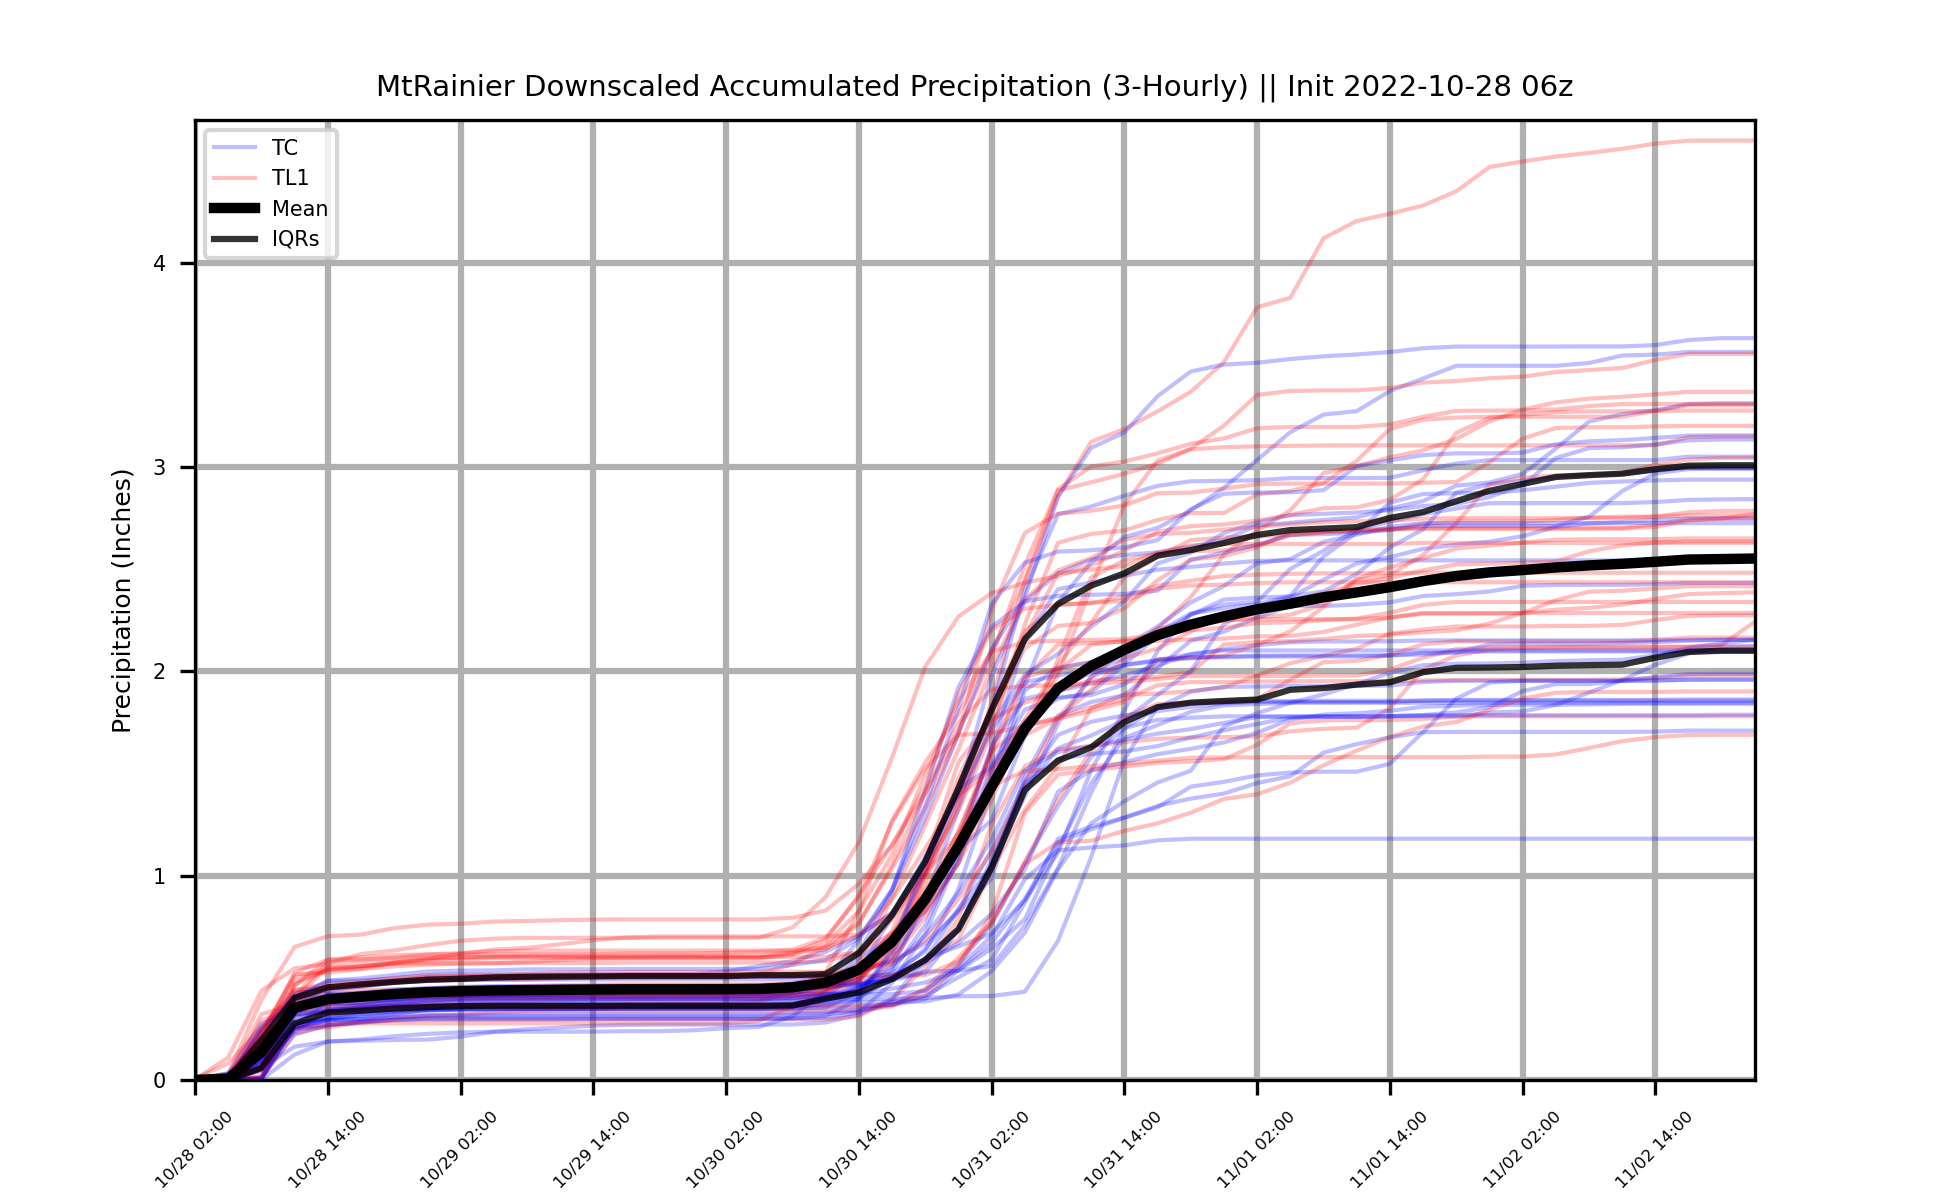 MtRainier Downscaled Accumulated Precipitation (3-Hourly) || Init 2022-10-28 06z
TC
TL1
Mean
IQRs
Precipitation (Inches)
4
3
2
1
0
10/28 02:00
10/28 14:00
10/29 02:00
10/29 14:00
10/30 02:00
10/30 14:00
10/31 02:00
10/31 14:00
11/01 02:00
11/01 14:00
11/02 02:00
11/02 14:00